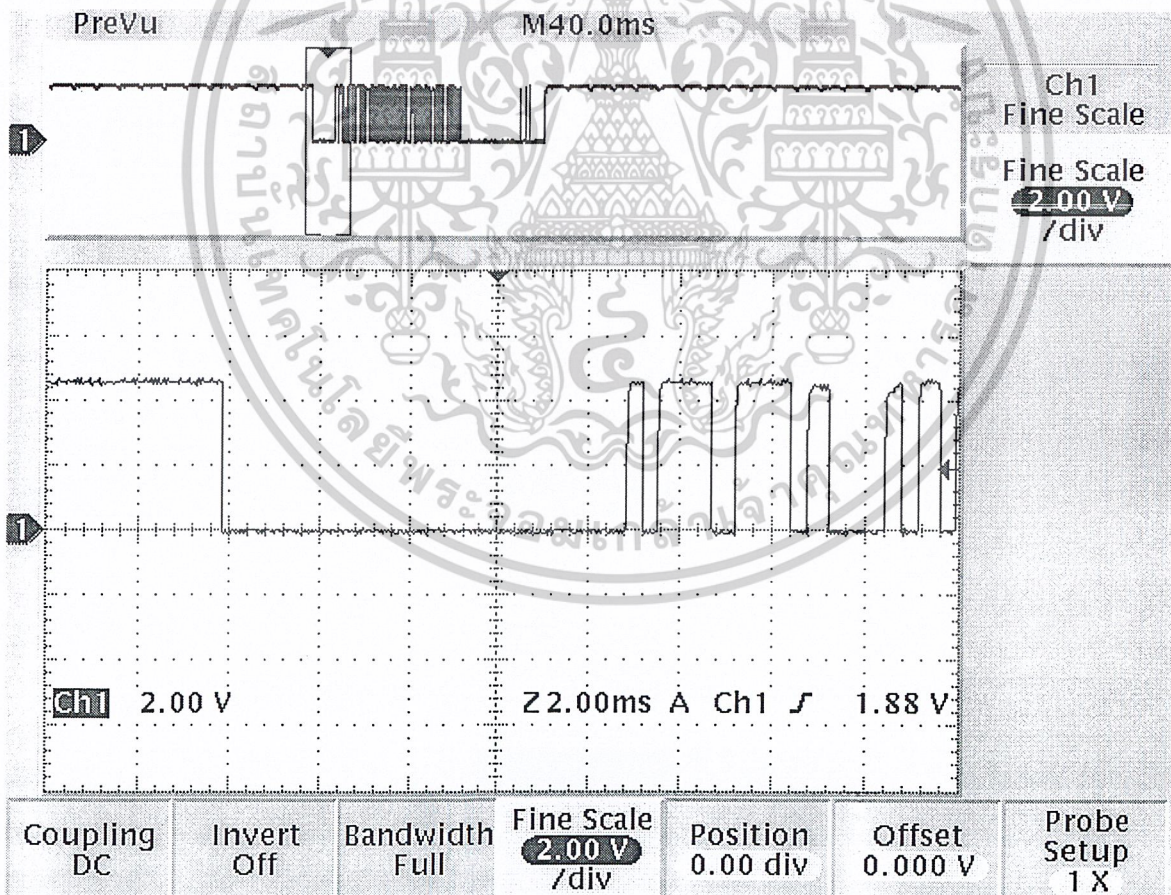 PreVu
M40.0ms
Ch1
Fine Scale
1
Fine Scale
2.00 V
/div
1
Ch1 2.00 V
Z2.00ms A Ch1 1.88 V
Coupling
DC
Invert
Off
Bandwidth
Full
Fine Scale
2.00 V
/div
Position
0.00 div
Offset
0.000 V
Probe
Setup
1 X